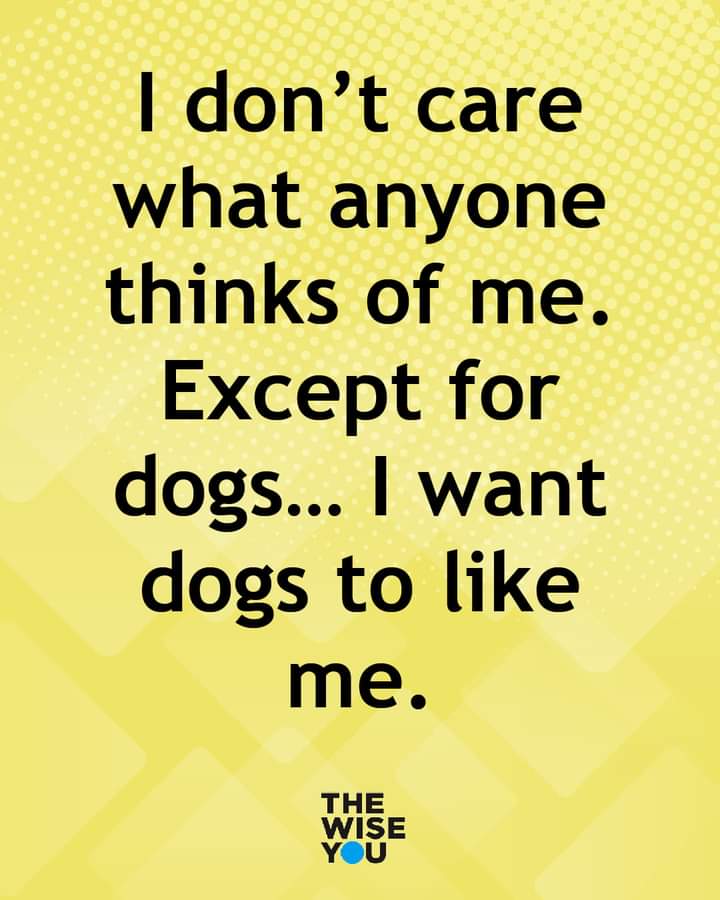 I don’t care
what anyone
thinks of me.
Except for
dogs... I want
dogs to like
me.
THE
WISE
YOU